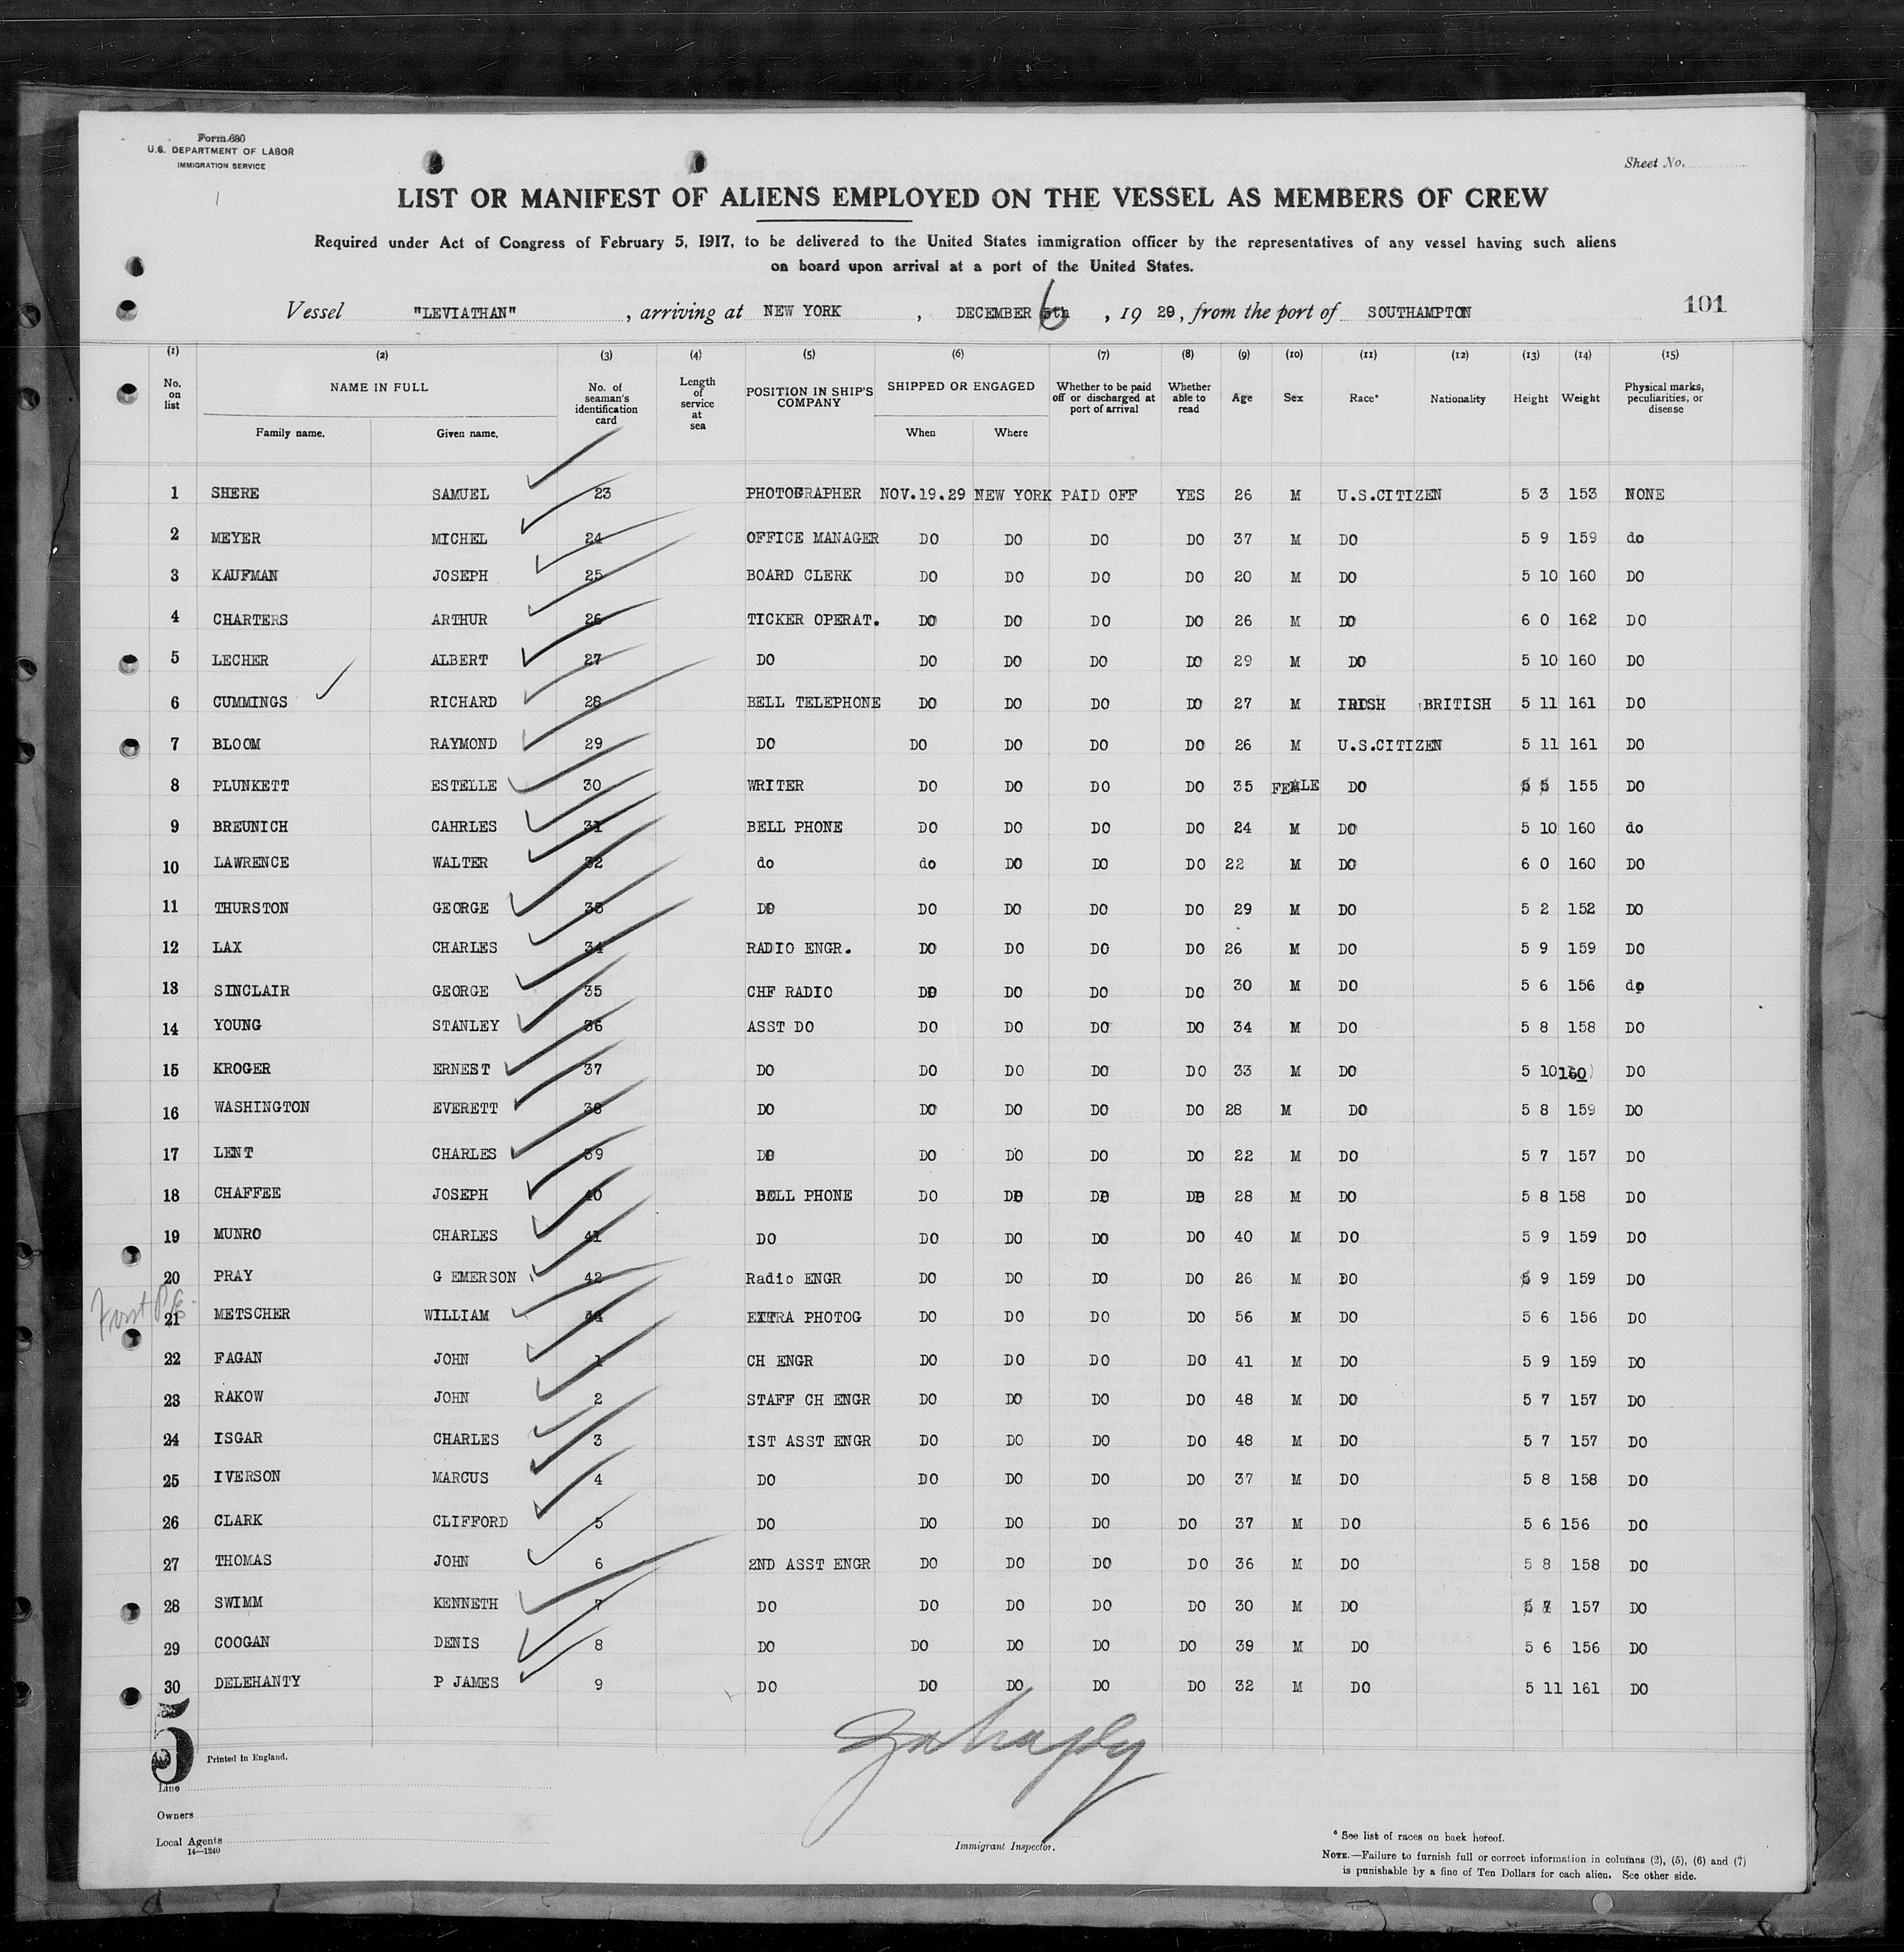 Form 680
U.S. DEPARTMENT OF LABOR
IMMIGRATION SERVICE
Sheet No.
LIST OR MANIFEST OF ALIENS EMPLOYED ON THE VESSEL AS MEMBERS OF CREW
Required under Act of Congress of February 5, 1917, to be delivered to the United States immigration officer by the representatives of any vessel having such aliens
on board upon arrival at a port of the United States.
Vessel "LEVIATHAN", arriving at NEW YORK, DECEMBER 6 5th, 1929, from the port of SOUTHAMPTON 101
(1) (2) (3) (4) (5) (6) (7) (8) (9) (10) (11) (12) (13) (14) (15)
No. on list NAME IN FULL Family name. Given name. No. of seaman's identification card Length of service at sea POSITION IN SHIP'S COMPANY SHIPPED OR ENGAGED When Where Whether to be paid off or discharged at port of arrival Whether able to read Age Sex Race* Nationality Height Weight Physical marks, peculiarities, or disease
1 SHERE SAMUEL 23 PHOTOGRAPHER NOV.19.29 NEW YORK PAID OFF YES 26 M U.S.CITIZEN 5 3 153 NONE
2 MEYER MICHEL 24 OFFICE MANAGER DO DO DO DO 37 M DO 5 9 159 do
3 KAUFMAN JOSEPH 25 BOARD CLERK DO DO DO DO 20 M DO 5 10 160 DO
4 CHARTERS ARTHUR 26 TICKER OPERAT. DO DO DO DO 26 M DO 6 0 162 DO
5 LECHER ALBERT 27 DO DO DO DO DO 29 M DO 5 10 160 DO
6 CUMMINGS RICHARD 28 BELL TELEPHONE DO DO DO DO 27 M IRISH BRITISH 5 11 161 DO
7 BLOOM RAYMOND 29 DO DO DO DO DO 26 M U.S.CITIZEN 5 11 161 DO
8 PLUNKETT ESTELLE 30 WRITER DO DO DO DO 35 FEALE DO 5 5 155 DO
9 BREUNICH CAHRLES 31 BELL PHONE DO DO DO DO 24 M DO 5 10 160 do
10 LAWRENCE WALTER 32 do do DO DO DO 22 M DO 6 0 160 DO
11 THURSTON GEORGE 33 DO DO DO DO DO 29 M DO 5 2 152 DO
12 LAX CHARLES 34 RADIO ENGR. DO DO DO DO 26 M DO 5 9 159 DO
13 SINCLAIR GEORGE 35 CHF RADIO DO DO DO DO 30 M DO 5 6 156 do
14 YOUNG STANLEY 36 ASST DO DO DO DO DO 34 M DO 5 8 158 DO
15 KROGER ERNEST 37 DO DO DO DO DO 33 M DO 5 10 160 DO
16 WASHINGTON EVERETT 38 DO DO DO DO DO 28 M DO 5 8 159 DO
17 LENT CHARLES 39 DO DO DO DO DO 22 M DO 5 7 157 DO
18 CHAFFEE JOSEPH 40 BELL PHONE DO DO DO DO 28 M DO 5 8 158 DO
19 MUNRO CHARLES 41 DO DO DO DO DO 40 M DO 5 9 159 DO
20 PRAY G EMERSON 42 Radio ENGR DO DO DO DO 26 M DO 5 9 159 DO
21 METSCHER WILLIAM 44 EXTRA PHOTOG DO DO DO DO 56 M DO 5 6 156 DO
22 FAGAN JOHN 1 CH ENGR DO DO DO DO 41 M DO 5 9 159 DO
23 RAKOW JOHN 2 STAFF CH ENGR DO DO DO DO 48 M DO 5 7 157 DO
24 ISGAR CHARLES 3 IST ASST ENGR DO DO DO DO 48 M DO 5 7 157 DO
25 IVERSON MARCUS 4 DO DO DO DO DO 37 M DO 5 8 158 DO
26 CLARK CLIFFORD 5 DO DO DO DO DO 37 M DO 5 6 156 DO
27 THOMAS JOHN 6 2ND ASST ENGR DO DO DO DO 36 M DO 5 8 158 DO
28 SWIMM KENNETH 7 DO DO DO DO DO 30 M DO 5 7 157 DO
29 COOGAN DENIS 8 DO DO DO DO DO 39 M DO 5 6 156 DO
30 DELEHANTY P JAMES 9 DO DO DO DO DO 32 M DO 5 11 161 DO
5
Printed in England.
Line
Owners
Local Agents
14—1240
Immigrant Inspector.
* See list of races on back hereof.
NOTE.—Failure to furnish full or correct information in columns (2), (5), (6) and (7)
is punishable by a fine of Ten Dollars for each alien. See other side.